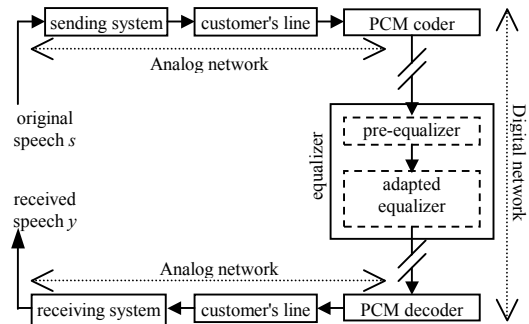 sending system
customer's line
PCM coder
Analog network
original
speech s
pre-equalizer
adapted
equalizer
equalizer
Digital network
received
speech y
Analog network
receiving system
customer's line
PCM decoder